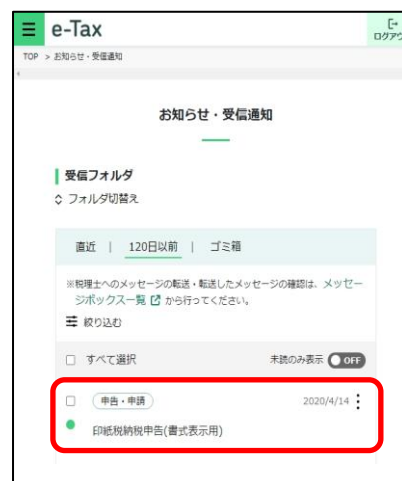 e-Tax
ログアウ
TOP > お知らせ・受信通知
お知らせ・受信通知
受信フォルダ
フォルダ切替え
直近 | 120日以前 | ゴミ箱
※税理士へのメッセージの転送・転送したメッセージの確認は、メッセー
ジボックス一覧 から行ってください。
絞り込む
すべて選択 未読のみ表示 OFF
申告・申請 2020/4/14
印紙税納税申告(書式表示用)